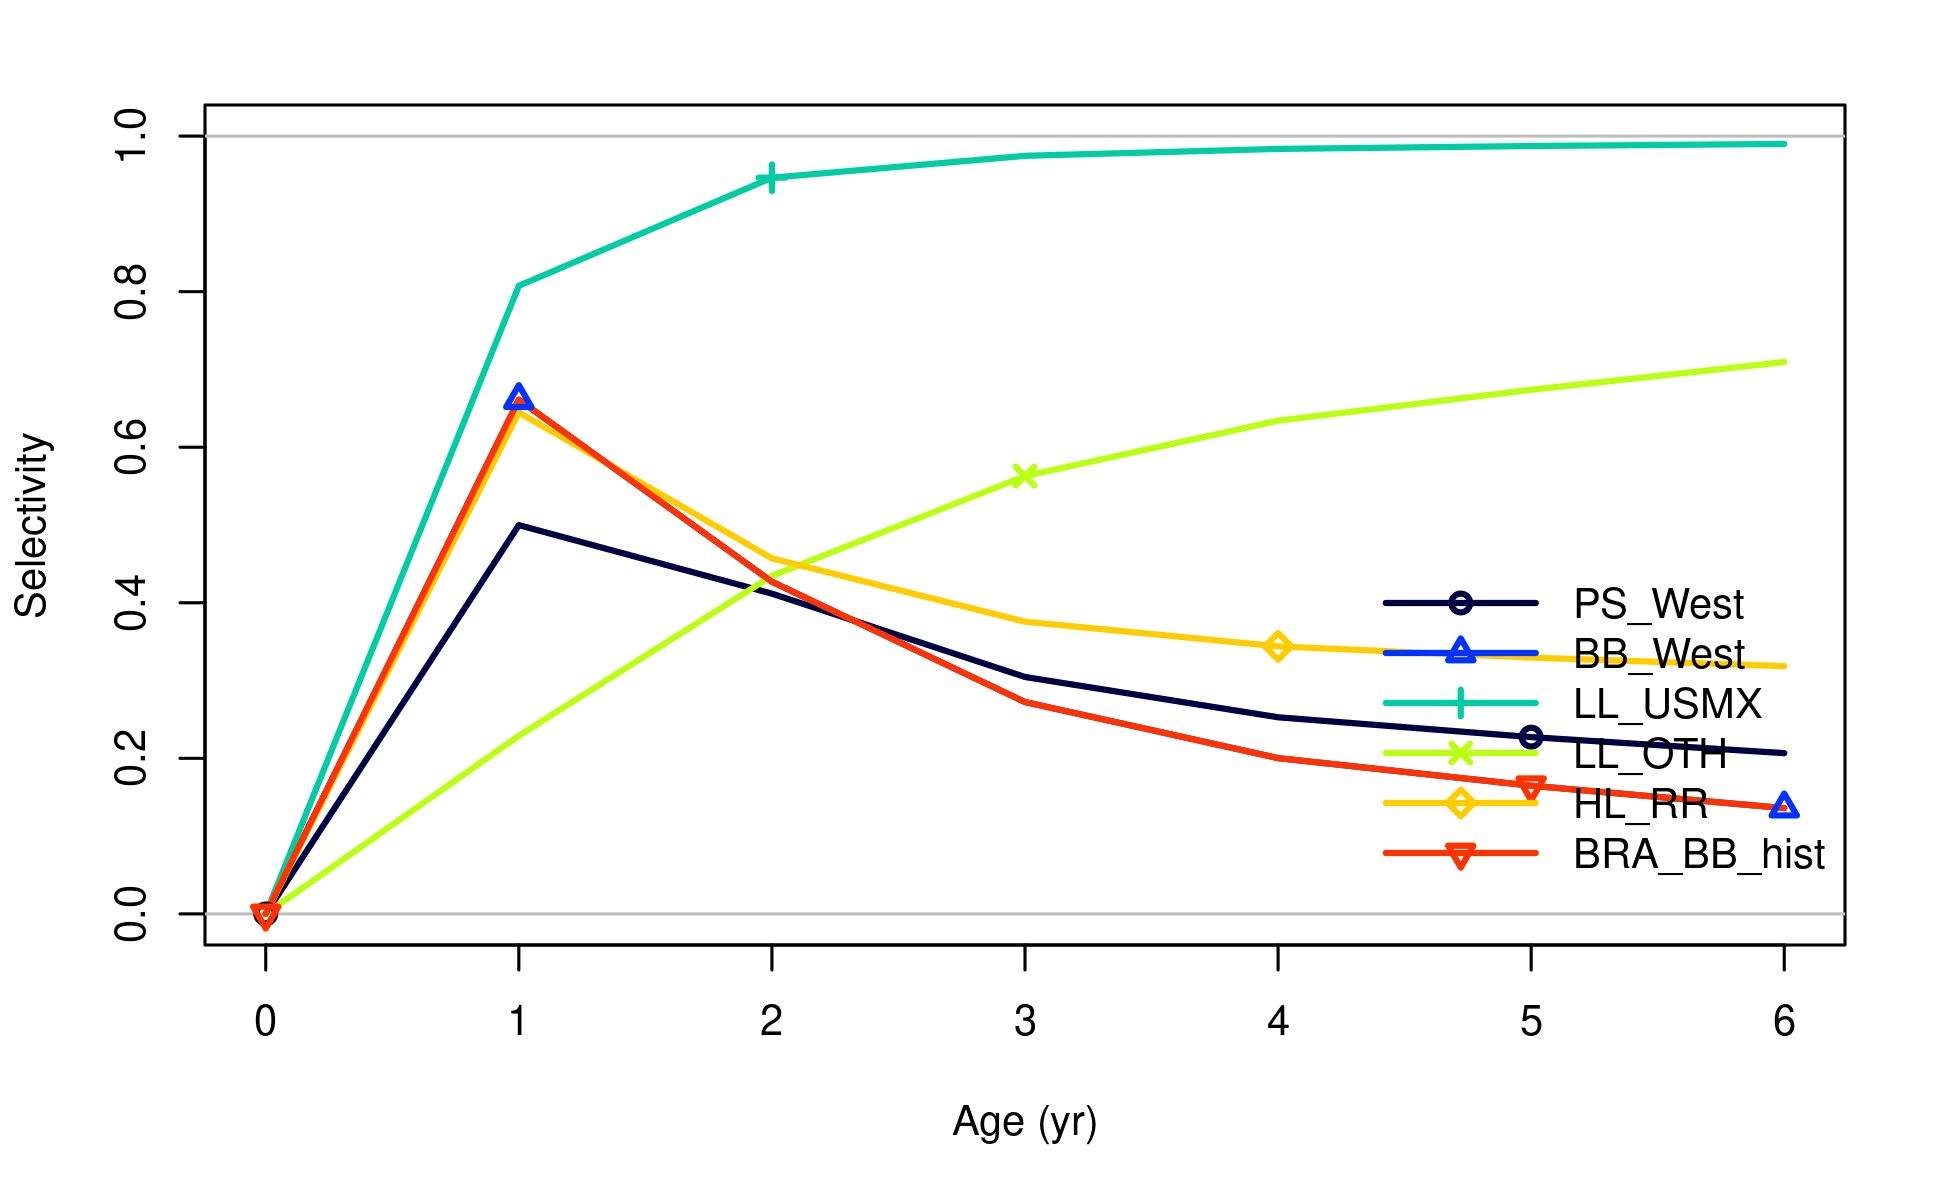 1.0
0.8
0.6
0.4
0.2
0.0
Selectivity
PS_West
BB_West
LL_USMX
LL_OTH
HL_RR
BRA_BB_hist
0 1 2 3 4 5 6
Age (yr)